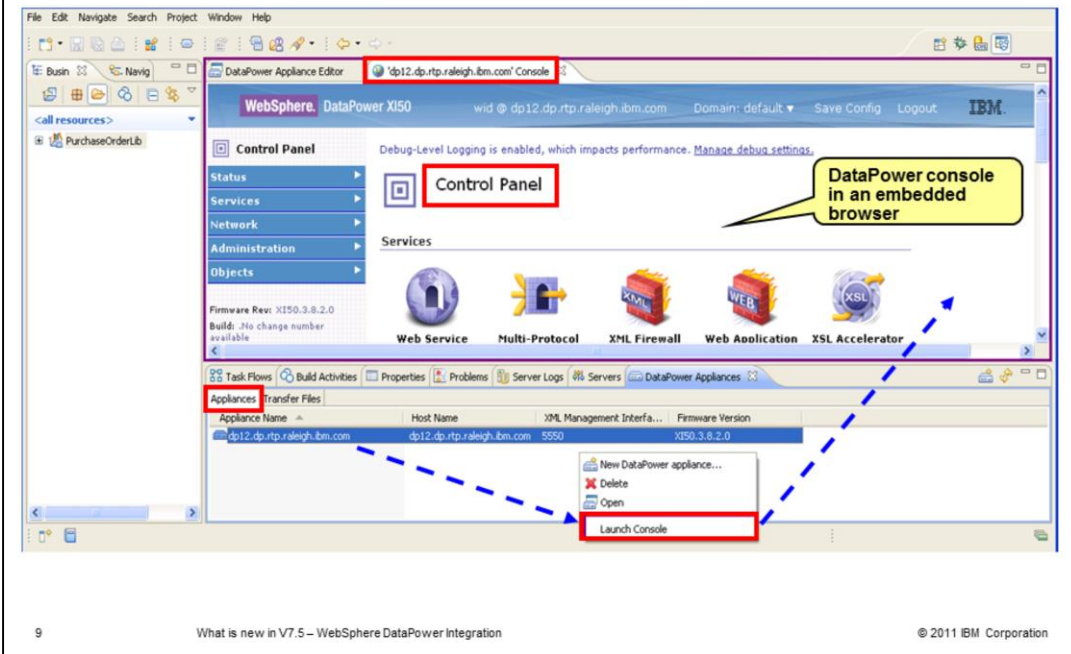 File Edit Navigate Search Project Window Help
Busin Navig
DataPower Appliance Editor
'dp12.dp.rtp.raleigh.ibm.com' Console
<all resources>
PurchaseOrderLib
WebSphere. DataPower XI50 wid @ dp12.dp.rtp.raleigh.ibm.com Domain: default Save Config Logout IBM.
Control Panel
Status
Services
Network
Administration
Objects
Firmware Rev: XI50.3.8.2.0
Build: .No change number
available
Debug-Level Logging is enabled, which impacts performance. Manage debug settings.
Control Panel
DataPower console
in an embedded
browser
Services
XML
WEB
XSL
Web Service Multi-Protocol XML Firewall Web Application XSL Accelerator
Task Flows Build Activities Properties Problems Server Logs Servers DataPower Appliances
Appliances Transfer Files
Appliance Name Host Name XML Management Interfa... Firmware Version
dp12.dp.rtp.raleigh.ibm.com dp12.dp.rtp.raleigh.ibm.com 5550 XI50.3.8.2.0
New DataPower appliance...
Delete
Open
Launch Console
9 What is new in V7.5 – WebSphere DataPower Integration © 2011 IBM Corporation